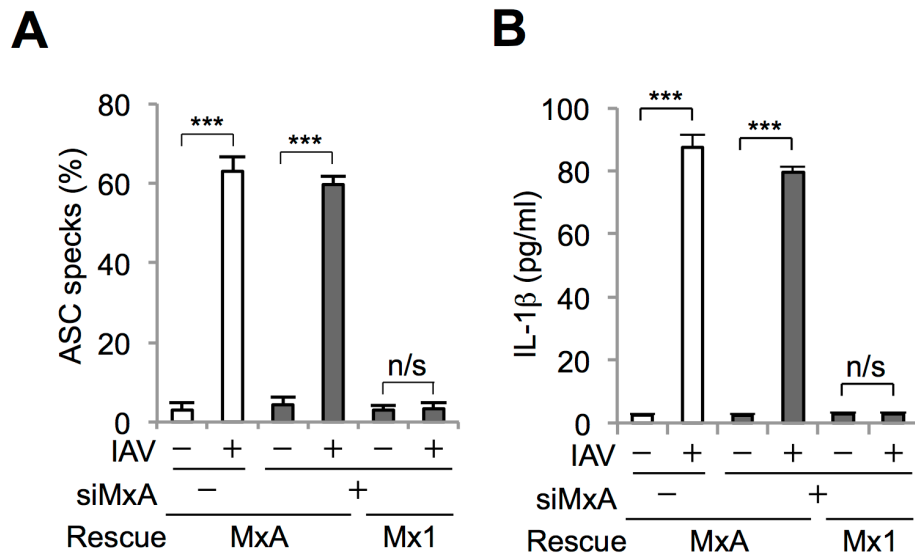 A
ASC specks (%)
80
60
40
20
0
***
***
n/s
IAV − + − + − +
siMxA − +
Rescue MxA Mx1
B
IL-1β (pg/ml)
100
80
60
40
20
0
***
***
n/s
IAV − + − + − +
siMxA − +
Rescue MxA Mx1